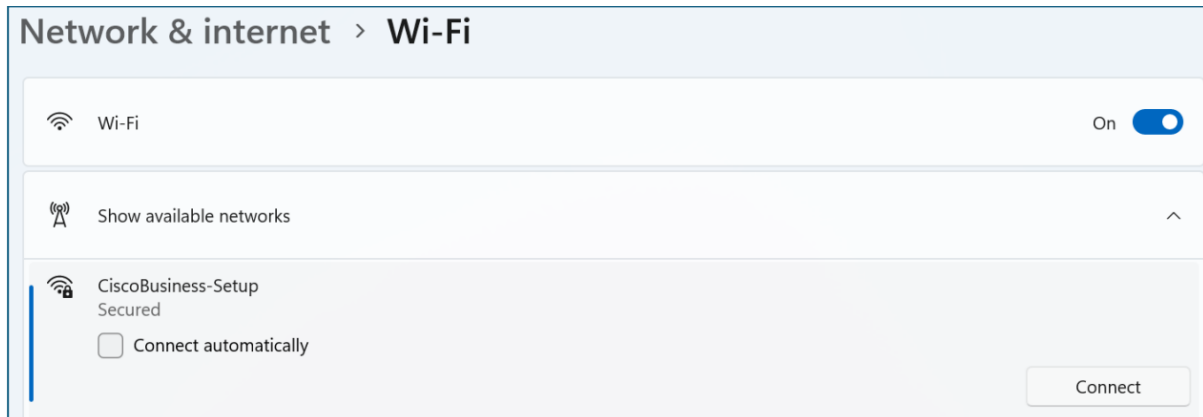 Network & internet > Wi-Fi
Wi-Fi
On
Show available networks
CiscoBusiness-Setup
Secured
Connect automatically
Connect